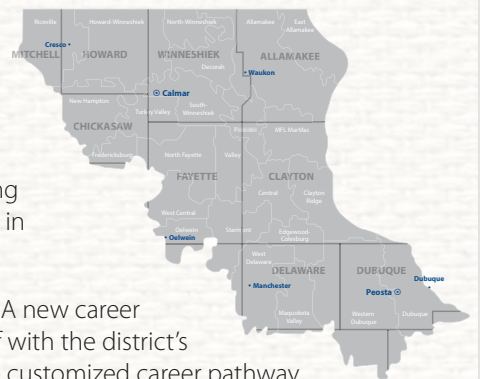 Riceville Howard-Winneshiek North-Winneshiek Allamakee East Allamakee
Cresco
MITCHELL HOWARD WINNESHIEK ALLAMAKEE
Decorah
Waukon
Calmar
New Hampton
Turkey Valley South-Winneshiek
CHICKASAW
Postville MFL MarMac
Fredericksburg North Fayette Valley
FAYETTE CLAYTON
ng
Central Clayton Ridge
West Central
in
Oelwein Starmont Edgewood-Colesburg
Oelwein
West Delaware
DELAWARE DUBUQUE
Dubuque
Manchester Peosta
A new career
Maquoketa Valley Western Dubuque Dubuque
with the district's
customized career pathway